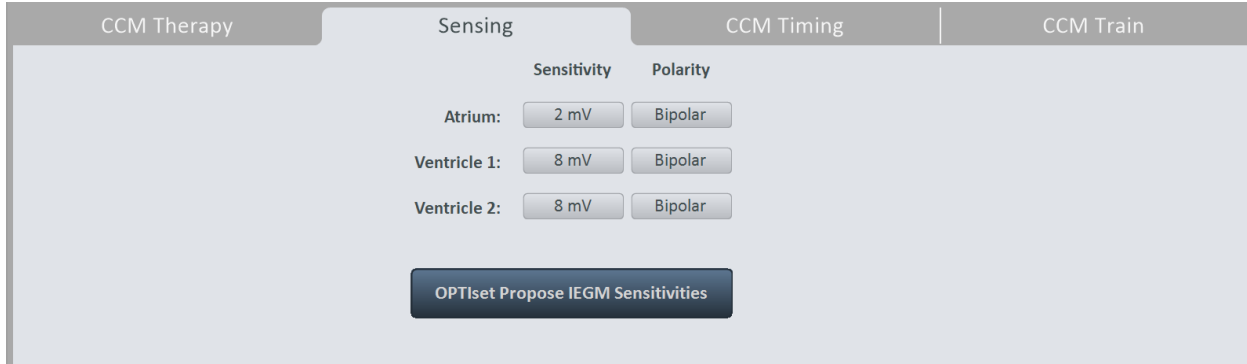 CCM Therapy Sensing CCM Timing CCM Train
Sensitivity Polarity
Atrium: 2 mV Bipolar
Ventricle 1: 8 mV Bipolar
Ventricle 2: 8 mV Bipolar
OPTIset Propose IEGM Sensitivities